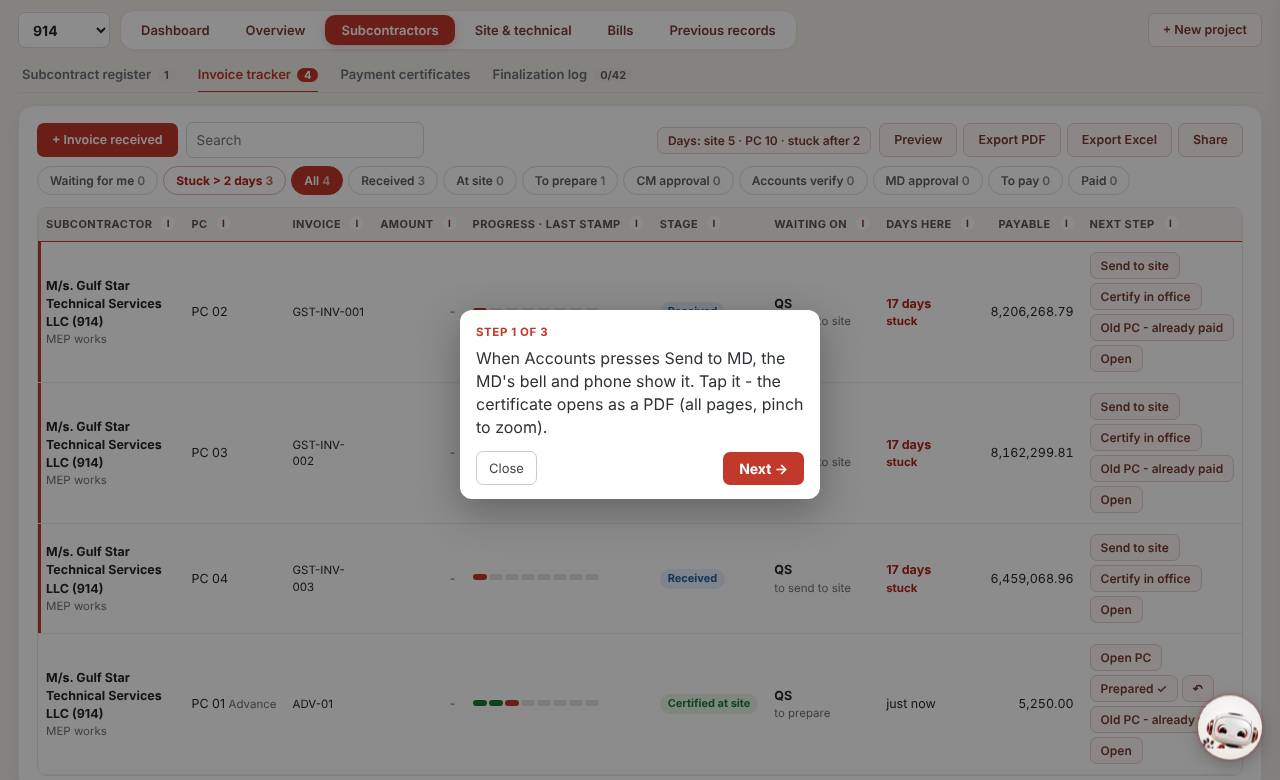 914
Dashboard
Overview
Subcontractors
Site & technical
Bills
Previous records
+ New project
Subcontract register 1
Invoice tracker 4
Payment certificates
Finalization log 0/42
+ Invoice received
Search
Days: site 5 · PC 10 · stuck after 2
Preview
Export PDF
Export Excel
Share
Waiting for me 0
Stuck > 2 days 3
All 4
Received 3
At site 0
To prepare 1
CM approval 0
Accounts verify 0
MD approval 0
To pay 0
Paid 0
SUBCONTRACTOR I PC I INVOICE I AMOUNT I PROGRESS · LAST STAMP I STAGE I WAITING ON I DAYS HERE I PAYABLE I NEXT STEP I
M/s. Gulf Star
Technical Services
LLC (914)
MEP works
PC 02
GST-INV-001
-
Received
QS
to site
17 days
stuck
8,206,268.79
Send to site
Certify in office
Old PC - already paid
Open
M/s. Gulf Star
Technical Services
LLC (914)
MEP works
PC 03
GST-INV-
002
-
to site
17 days
stuck
8,162,299.81
Send to site
Certify in office
Old PC - already paid
Open
STEP 1 OF 3
When Accounts presses Send to MD, the
MD's bell and phone show it. Tap it - the
certificate opens as a PDF (all pages, pinch
to zoom).
Close
Next →
M/s. Gulf Star
Technical Services
LLC (914)
MEP works
PC 04
GST-INV-
003
-
Received
QS
to send to site
17 days
stuck
6,459,068.96
Send to site
Certify in office
Open
M/s. Gulf Star
Technical Services
LLC (914)
MEP works
PC 01 Advance
ADV-01
-
Certified at site
QS
to prepare
just now
5,250.00
Open PC
Prepared ✓
↶
Old PC - already
Open